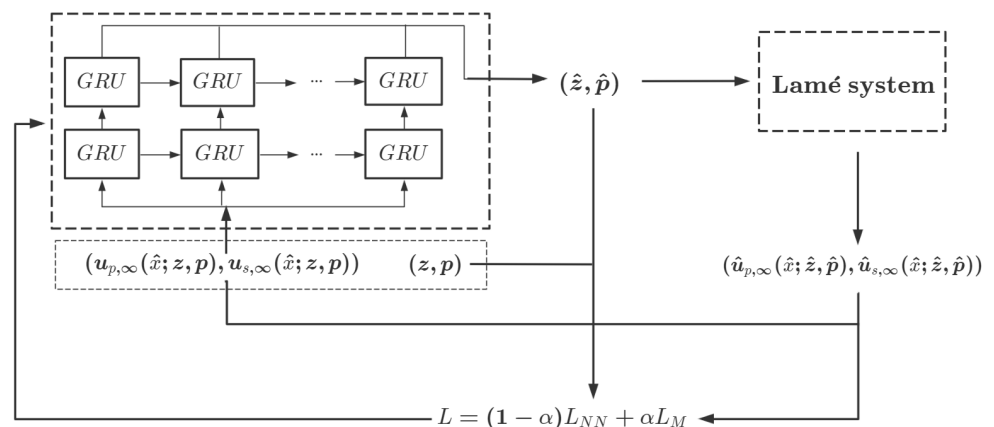 GRU GRU ... GRU
(ẑ, p̂)
Lamé system
GRU GRU ... GRU
(u_{p,∞}(x̂; z, p), u_{s,∞}(x̂; z, p)) (z, p)
(û_{p,∞}(x̂; ẑ, p̂), û_{s,∞}(x̂; ẑ, p̂))
L = (1 − α)L_{NN} + αL_M